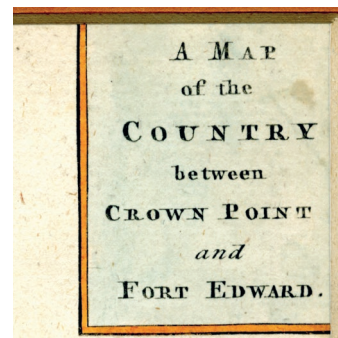 A MAP
of the
COUNTRY
between
CROWN POINT
and
FORT EDWARD.